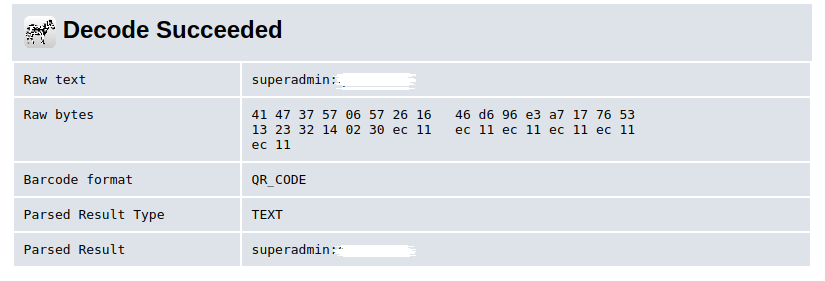 Decode Succeeded
Raw text superadmin:
Raw bytes 41 47 37 57 06 57 26 16 46 d6 96 e3 a7 17 76 53
13 23 32 14 02 30 ec 11 ec 11 ec 11 ec 11 ec 11
ec 11
Barcode format QR_CODE
Parsed Result Type TEXT
Parsed Result superadmin: